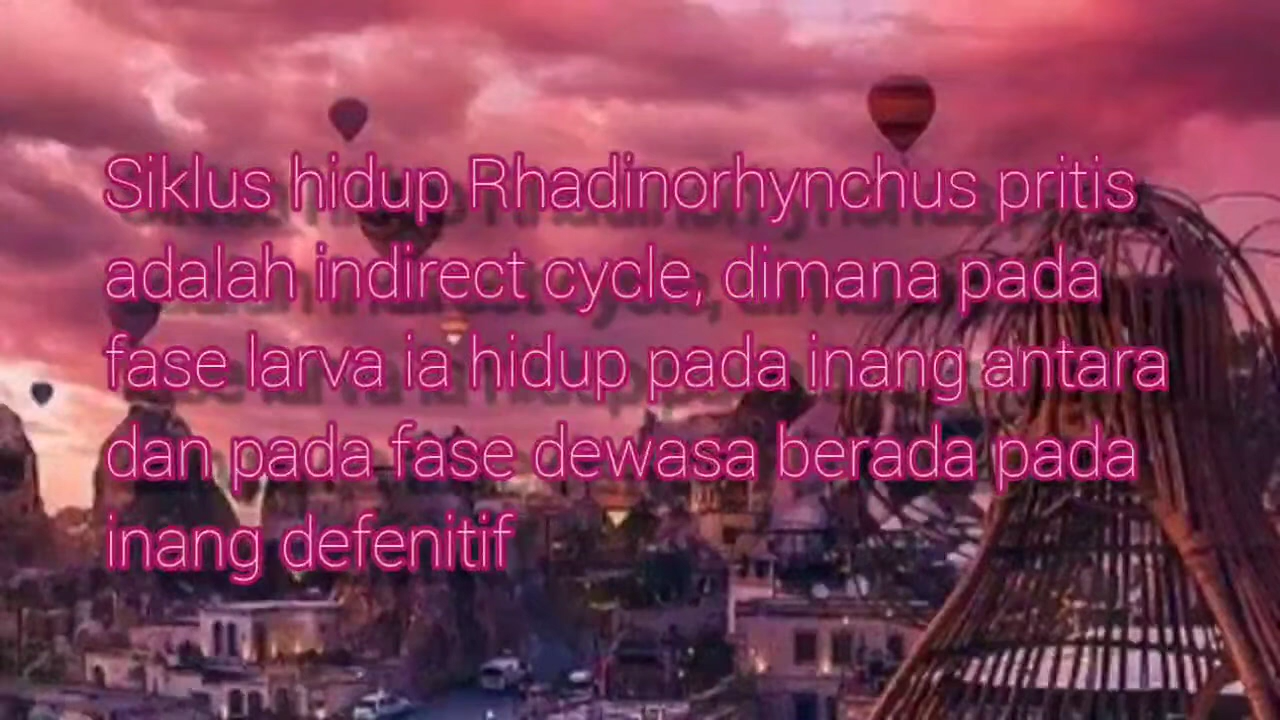 Siklus hidup Rhadinorhynchus pritis
adalah indirect cycle, dimana pada
fase larva ia hidup pada inang antara
dan pada fase dewasa berada pada
inang defenitif